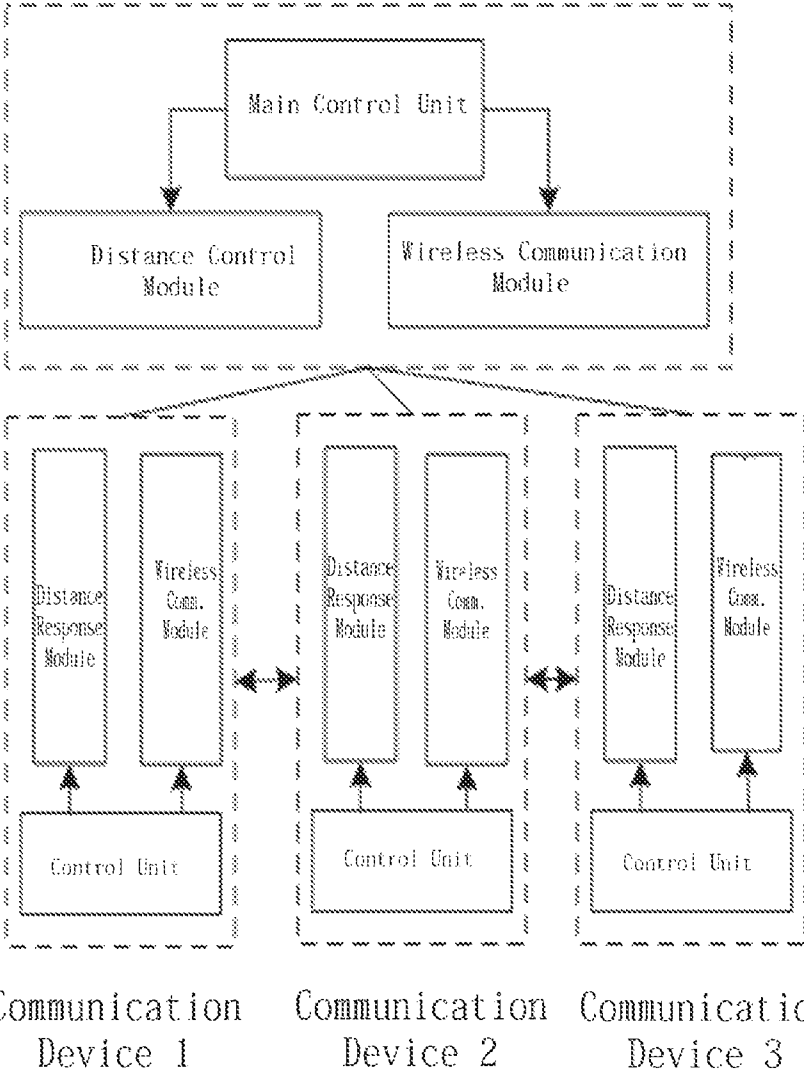 Main Control Unit
Distance Control
Module
Wireless Communication
Module
Distance
Response
Module
Wireless
Comm.
Module
Distance
Response
Module
Wireless
Comm.
Module
Distance
Response
Module
Wireless
Comm.
Module
Control Unit
Control Unit
Control Unit
Communication
Device 1
Communication
Device 2
Communicatio
Device 3